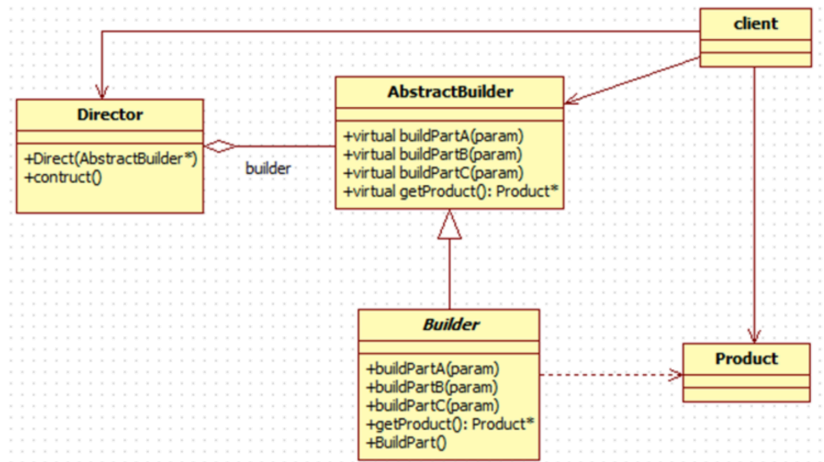 client
Director
+Direct(AbstractBuilder*)
+contruct()
builder
AbstractBuilder
+virtual buildPartA(param)
+virtual buildPartB(param)
+virtual buildPartC(param)
+virtual getProduct(): Product*
Builder
+buildPartA(param)
+buildPartB(param)
+buildPartC(param)
+getProduct(): Product*
+BuildPart()
Product